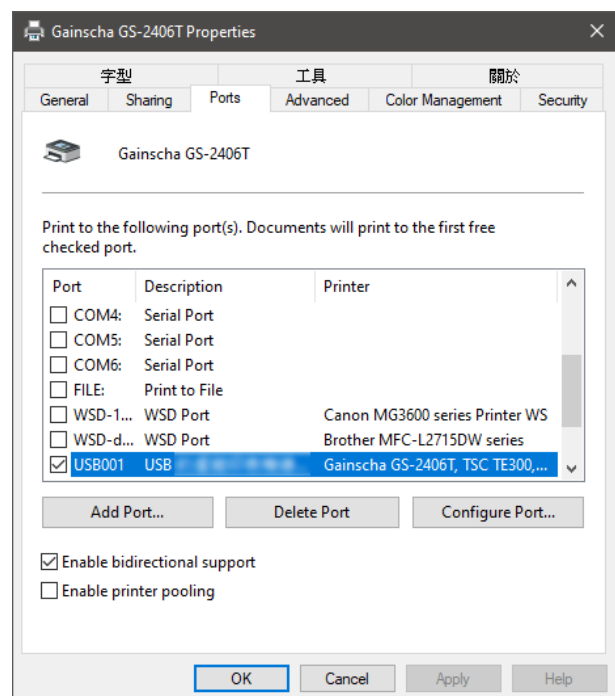 Gainscha GS-2406T Properties
字型 工具 關於
General Sharing Ports Advanced Color Management Security
Gainscha GS-2406T
Print to the following port(s). Documents will print to the first free
checked port.
Port Description Printer
COM4: Serial Port
COM5: Serial Port
COM6: Serial Port
FILE: Print to File
WSD-1... WSD Port Canon MG3600 series Printer WS
WSD-d... WSD Port Brother MFC-L2715DW series
USB001 USB Gainscha GS-2406T, TSC TE300,...
Add Port... Delete Port Configure Port...
Enable bidirectional support
Enable printer pooling
OK Cancel Apply Help